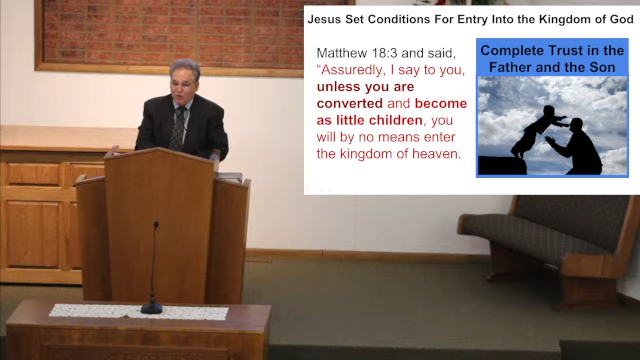 Jesus Set Conditions For Entry Into the Kingdom of God
Matthew 18:3 and said,
“Assuredly, I say to you,
unless you are
converted and become
as little children, you
will by no means enter
the kingdom of heaven.
Complete Trust in the
Father and the Son